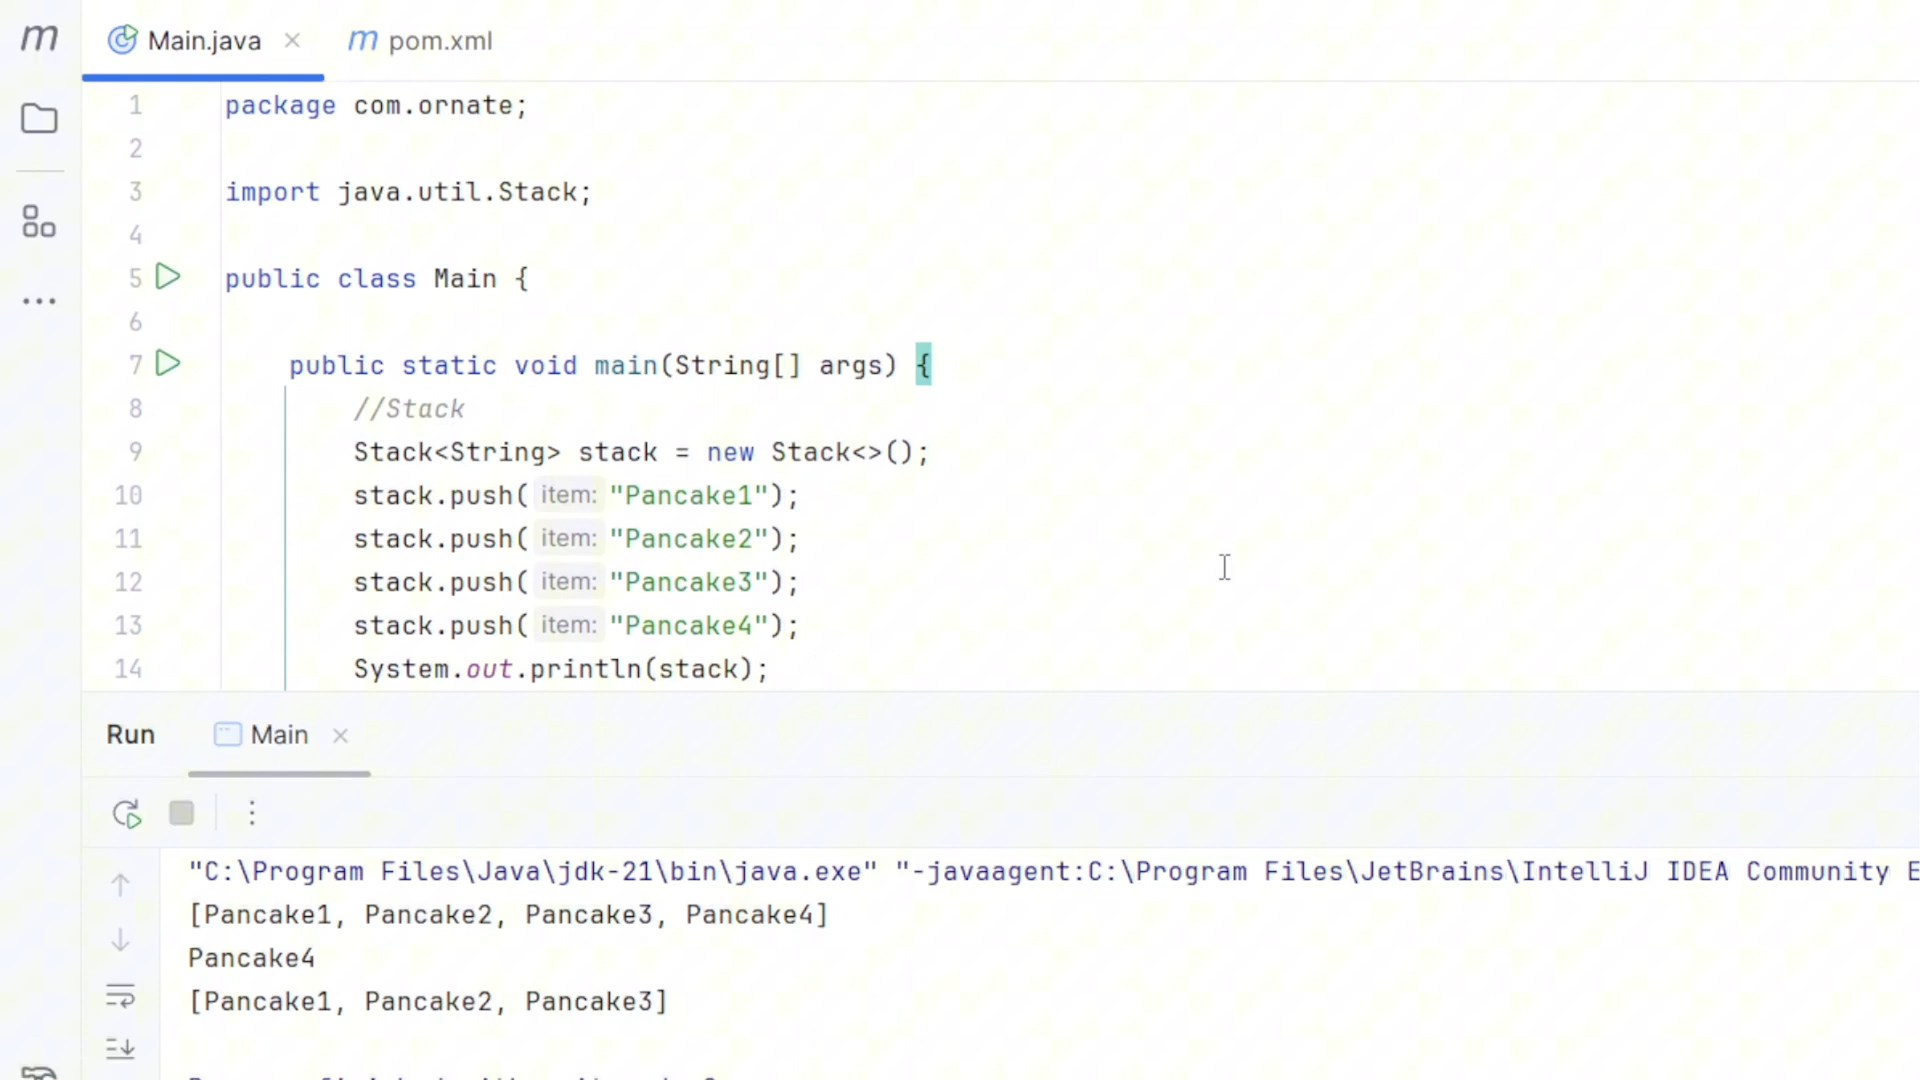 m
Main.java
m pom.xml
1 package com.ornate;
2
3 import java.util.Stack;
4
5 public class Main {
6
7 public static void main(String[] args) {
8 //Stack
9 Stack<String> stack = new Stack<>();
10 stack.push( item: "Pancake1");
11 stack.push( item: "Pancake2");
12 stack.push( item: "Pancake3");
13 stack.push( item: "Pancake4");
14 System.out.println(stack);
Run Main
"C:\Program Files\Java\jdk-21\bin\java.exe" "-javaagent:C:\Program Files\JetBrains\IntelliJ IDEA Community E
[Pancake1, Pancake2, Pancake3, Pancake4]
Pancake4
[Pancake1, Pancake2, Pancake3]